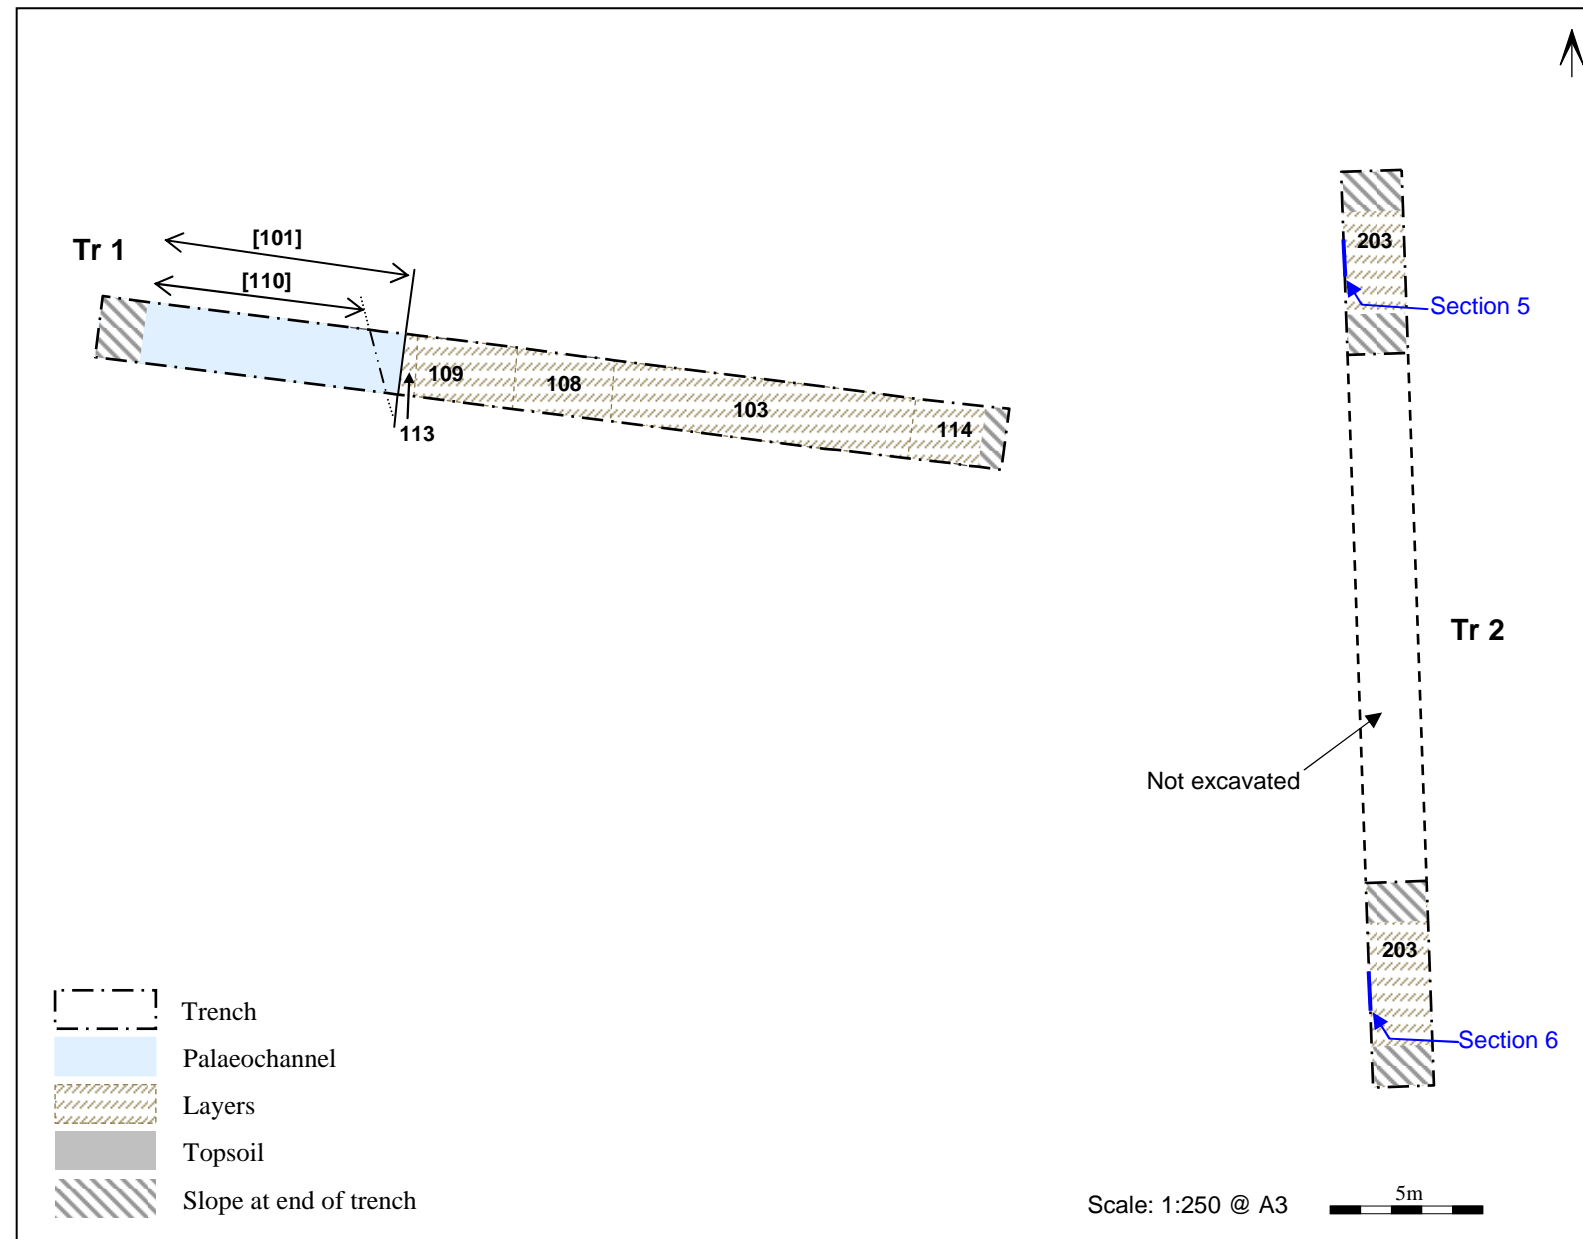 [101]
Tr 1
[110]
203
Section 5
109
108
103
114
113
Tr 2
Not excavated
203
Section 6
Trench
Palaeochannel
Layers
Topsoil
Slope at end of trench
Scale: 1:250 @ A3
5m